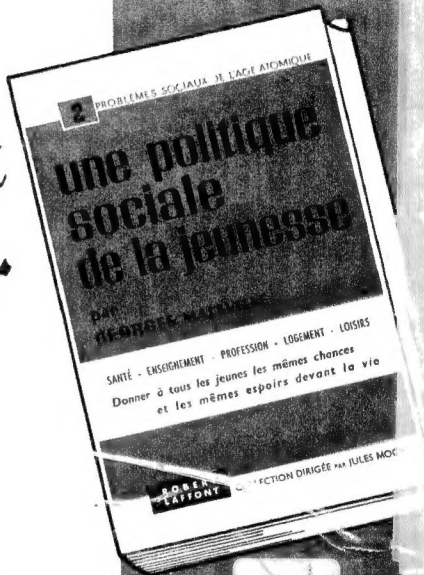 2 PROBLÈMES SOCIAUX DE L'AGE ATOMIQUE
une politique
sociale
de la jeunesse
par
GEORGES
SANTÉ - ENSEIGNEMENT - PROFESSION - LOGEMENT - LOISIRS
Donner à tous les jeunes les mêmes chances
et les mêmes espoirs devant la vie
ROBERT
LAFFONT
COLLECTION DIRIGÉE PAR JULES MOC